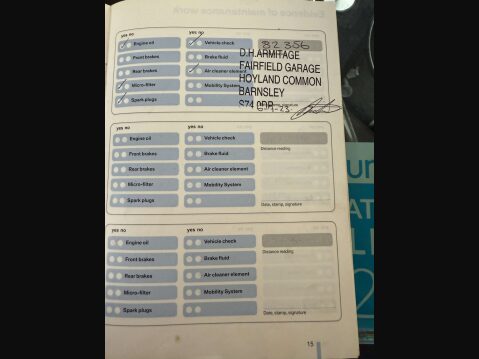 yes no yes no
Engine oil Vehicle check 82356
Front brakes Brake fluid D.H.ARMITAGE
Rear brakes Air cleaner element FAIRFIELD GARAGE
Micro-filter Mobility System HOYLAND COMMON
Spark plugs BARNSLEY
S74 0DR signature
yes no yes no
Engine oil Vehicle check
Front brakes Brake fluid Distance reading
Rear brakes Air cleaner element
Micro-filter Mobility System
Spark plugs Date, stamp, signature
yes no yes no
Engine oil Vehicle check
Front brakes Brake fluid Distance reading
Rear brakes Air cleaner element
Micro-filter Mobility System
Spark plugs Date, stamp, signature
15